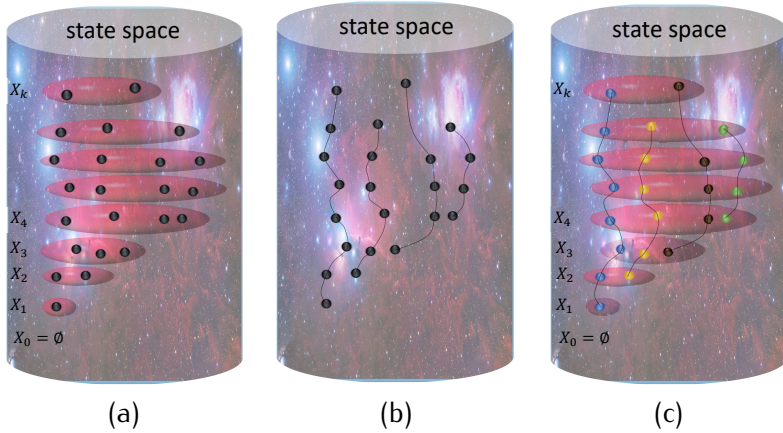 state space
X_k
X_4
X_3
X_2
X_1
X_0 = ∅
(a)
state space
(b)
state space
X_k
X_4
X_3
X_2
X_1
X_0 = ∅
(c)